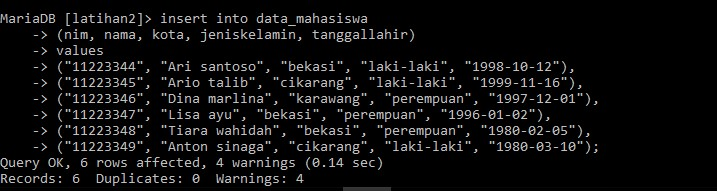 MariaDB [latihan2]> insert into data_mahasiswa
-> (nim, nama, kota, jeniskelamin, tanggallahir)
-> values
-> ("11223344", "Ari santoso", "bekasi", "laki-laki", "1998-10-12"),
-> ("11223345", "Ario talib", "cikarang", "laki-laki", "1999-11-16"),
-> ("11223346", "Dina marlina", "karawang", "perempuan", "1997-12-01"),
-> ("11223347", "Lisa ayu", "bekasi", "perempuan", "1996-01-02"),
-> ("11223348", "Tiara wahidah", "bekasi", "perempuan", "1980-02-05"),
-> ("11223349", "Anton sinaga", "cikarang", "laki-laki", "1980-03-10");
Query OK, 6 rows affected, 4 warnings (0.14 sec)
Records: 6  Duplicates: 0  Warnings: 4